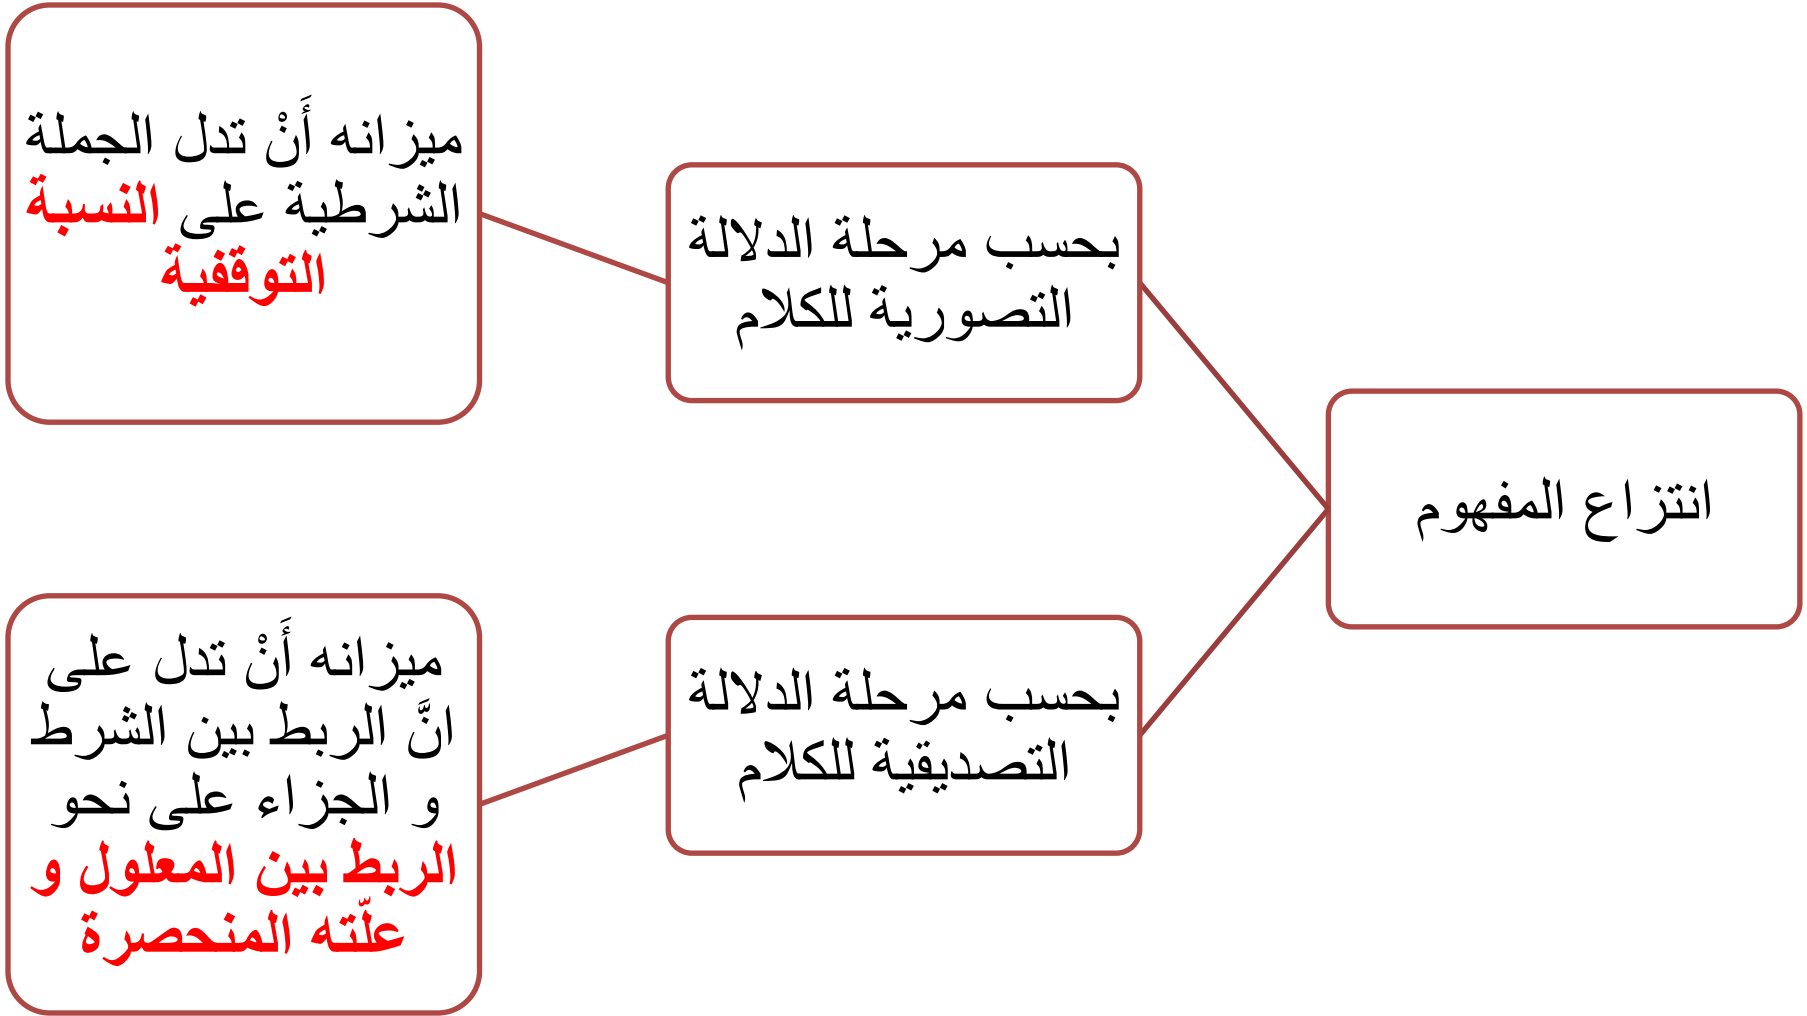 انتزاع المفهوم
بحسب مرحلة الدلالة
التصورية للكلام
ميزانه أَنْ تدل الجملة
الشرطية على النسبة
التوقفية
بحسب مرحلة الدلالة
التصديقية للكلام
ميزانه أَنْ تدل على
انَّ الربط بين الشرط
و الجزاء على نحو
الربط بين المعلول و
علّته المنحصرة